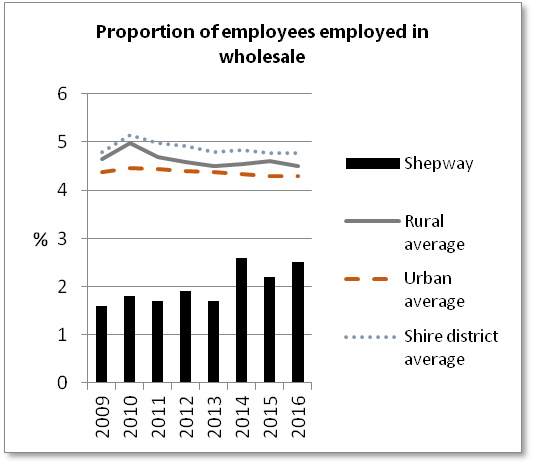 Proportion of employees employed in
wholesale
6
5
4
3
2
1
0
%
2009
2010
2011
2012
2013
2014
2015
2016
Shepway
Rural
average
Urban
average
Shire district
average